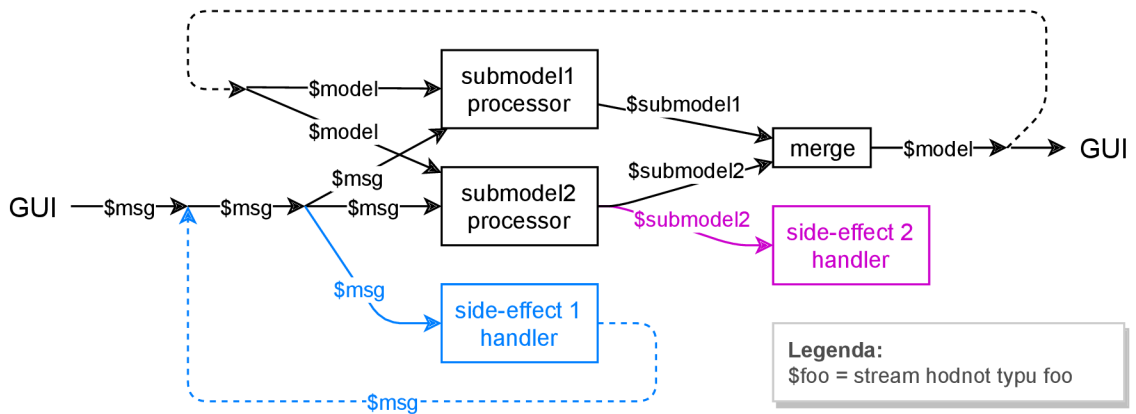 $model
submodel1
processor
$submodel1
$model
merge
$model
GUI
$msg
submodel2
processor
$submodel2
GUI
$msg
$msg
$msg
$submodel2
side-effect 2
handler
$msg
side-effect 1
handler
Legenda:
$foo = stream hodnot typu foo
$msg